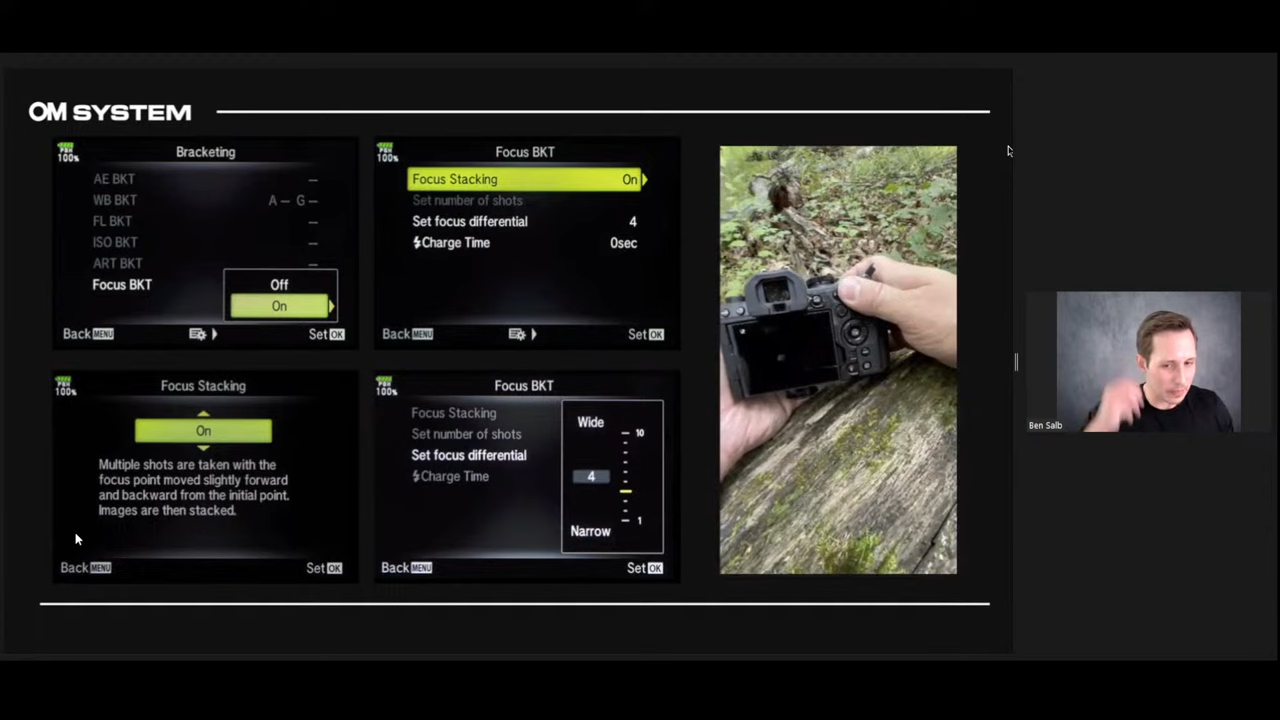 OM SYSTEM
PBH
100%
Bracketing
AE BKT –
WB BKT A – G –
FL BKT –
ISO BKT –
ART BKT –
Focus BKT
Off
On
Back MENU
Set OK
PBH
100%
Focus BKT
Focus Stacking On
Set number of shots
Set focus differential 4
Charge Time 0sec
Back MENU
Set OK
PBH
100%
Focus Stacking
On
Multiple shots are taken with the
focus point moved slightly forward
and backward from the initial point.
Images are then stacked.
Back MENU
Set OK
PBH
100%
Focus BKT
Focus Stacking
Set number of shots
Set focus differential
Charge Time
Wide
10
4
1
Narrow
Back MENU
Set OK
Ben Salb